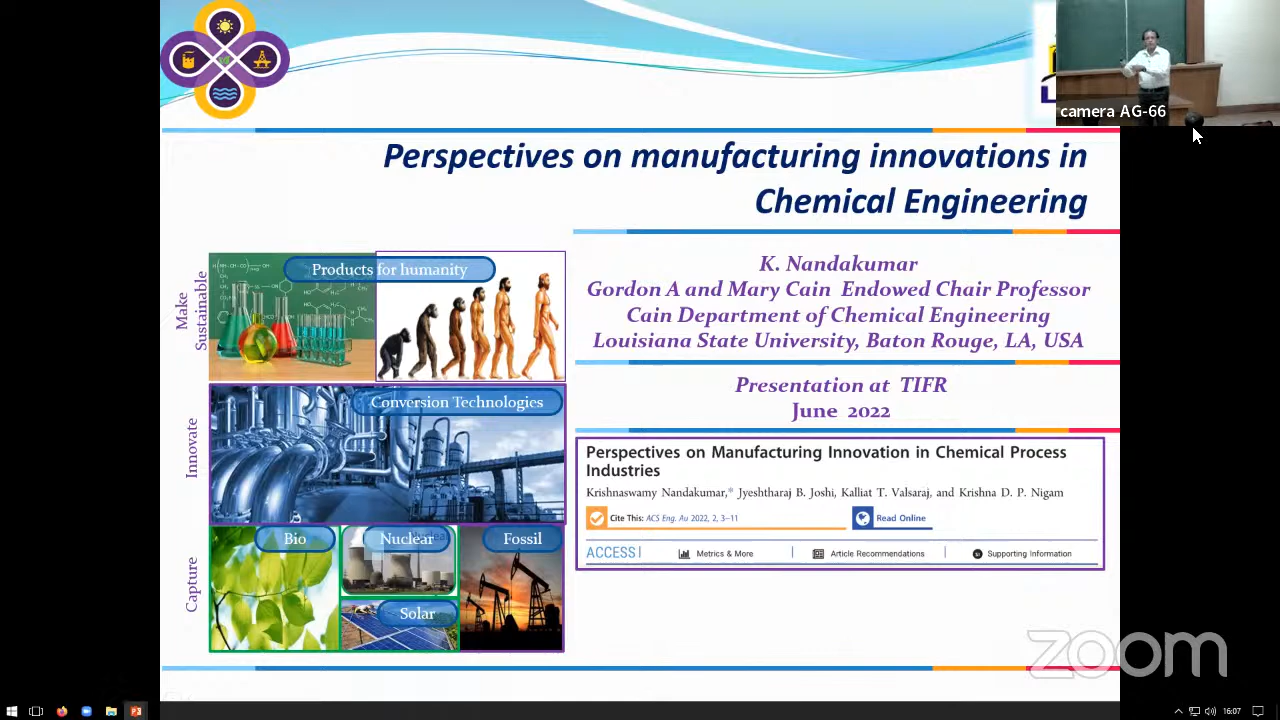 camera AG-66
Perspectives on manufacturing innovations in
Chemical Engineering
Make
Sustainable
Products for humanity
Innovate
Conversion Technologies
Capture
Bio
Nuclear
Fossil
Solar
K. Nandakumar
Gordon A and Mary Cain Endowed Chair Professor
Cain Department of Chemical Engineering
Louisiana State University, Baton Rouge, LA, USA
Presentation at TIFR
June 2022
Perspectives on Manufacturing Innovation in Chemical Process
Industries
Krishnaswamy Nandakumar,* Jyeshtharaj B. Joshi, Kalliat T. Valsaraj, and Krishna D. P. Nigam
Cite This: ACS Eng. Au 2022, 2, 3–11
Read Online
ACCESS
Metrics & More
Article Recommendations
Supporting Information
zoom
16:07